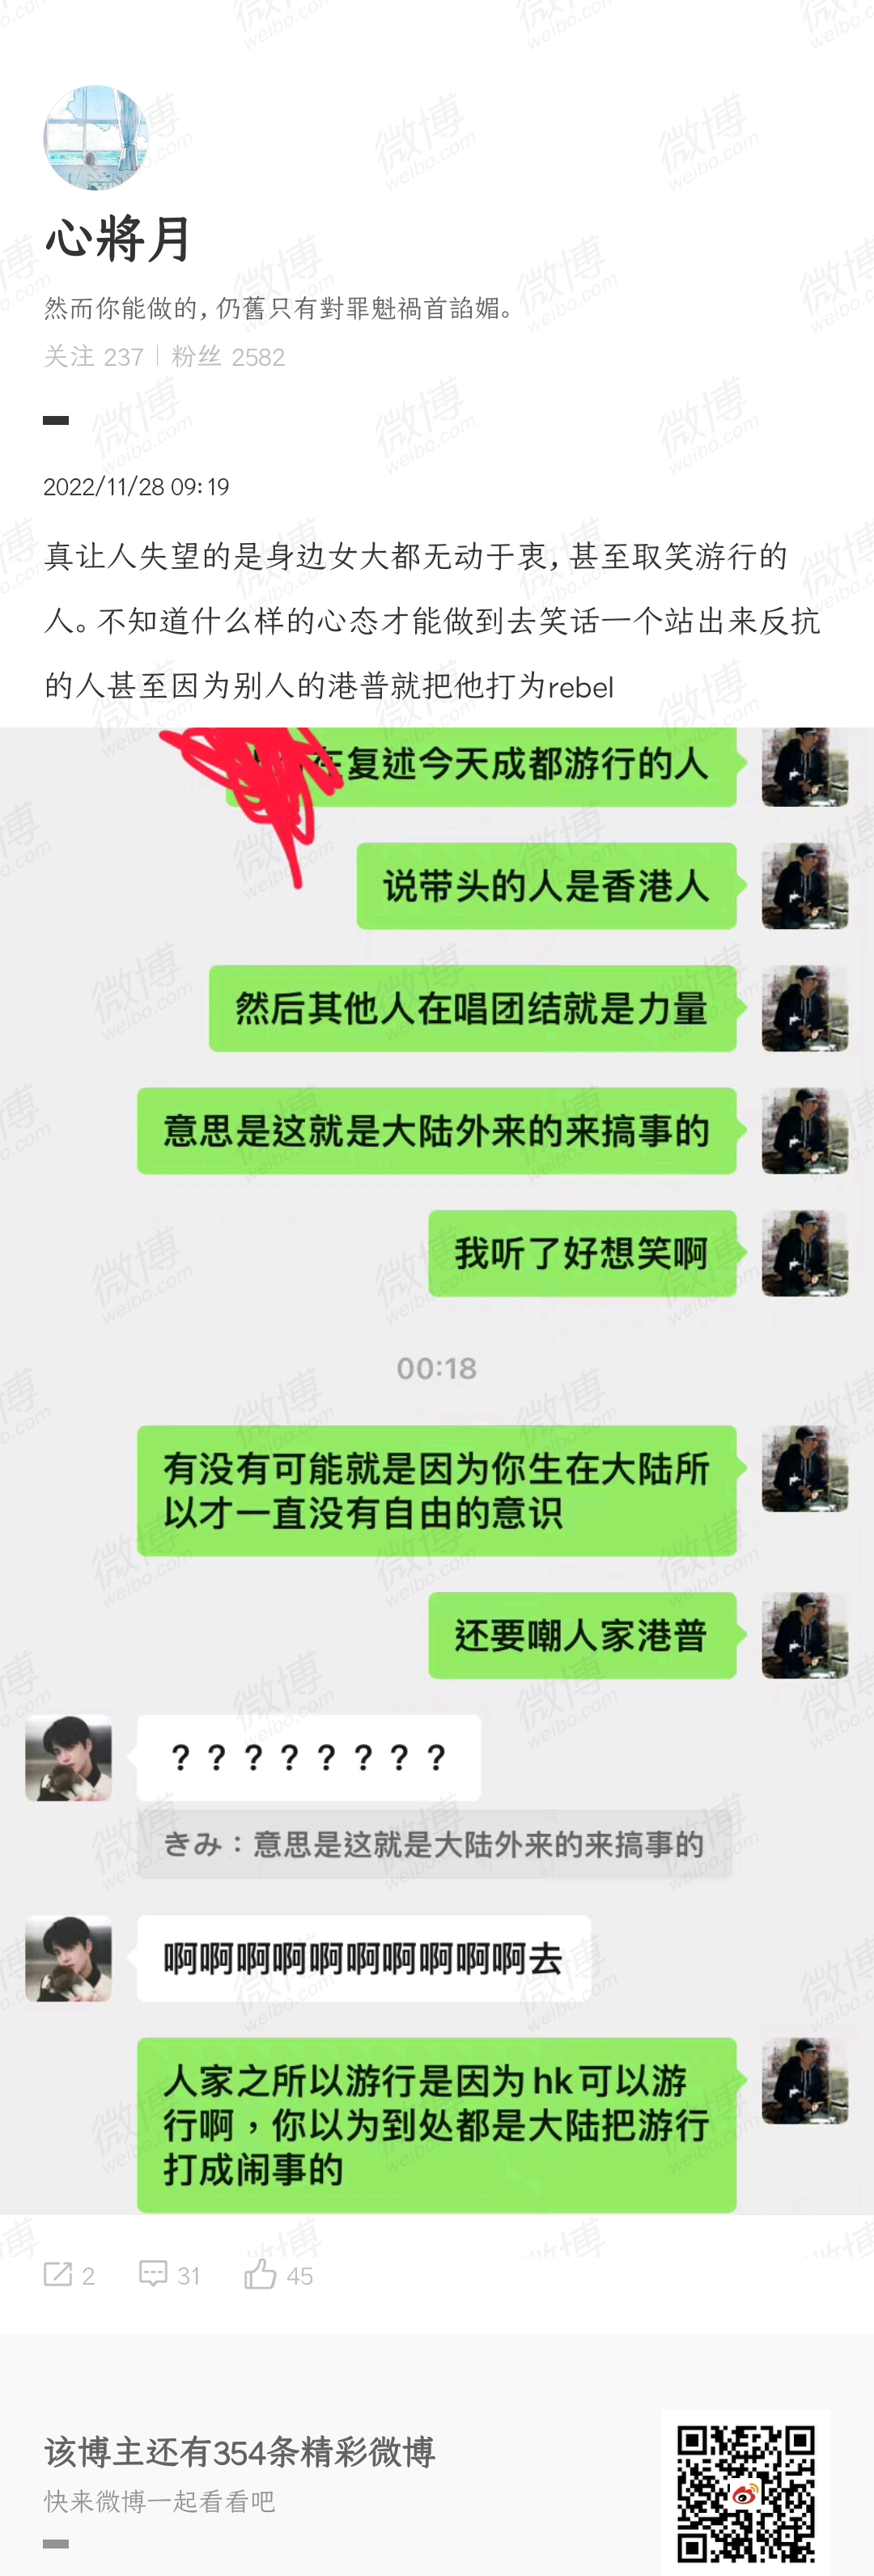 心將月
然而你能做的,仍舊只有對罪魁禍首諂媚。
关注 237 | 粉丝 2582
2022/11/28 09:19
真让人失望的是身边女大都无动于衷,甚至取笑游行的
人。不知道什么样的心态才能做到去笑话一个站出来反抗
的人甚至因为别人的港普就把他打为rebel
复述今天成都游行的人
说带头的人是香港人
然后其他人在唱团结就是力量
意思是这就是大陆外来的来搞事的
我听了好想笑啊
00:18
有没有可能就是因为你生在大陆所
以才一直没有自由的意识
还要嘲人家港普
？？？？？？？？
きみ：意思是这就是大陆外来的来搞事的
啊啊啊啊啊啊啊啊啊啊去
人家之所以游行是因为hk可以游
行啊，你以为到处都是大陆把游行
打成闹事的
2 31 45
该博主还有354条精彩微博
快来微博一起看看吧
微博
weibo.com